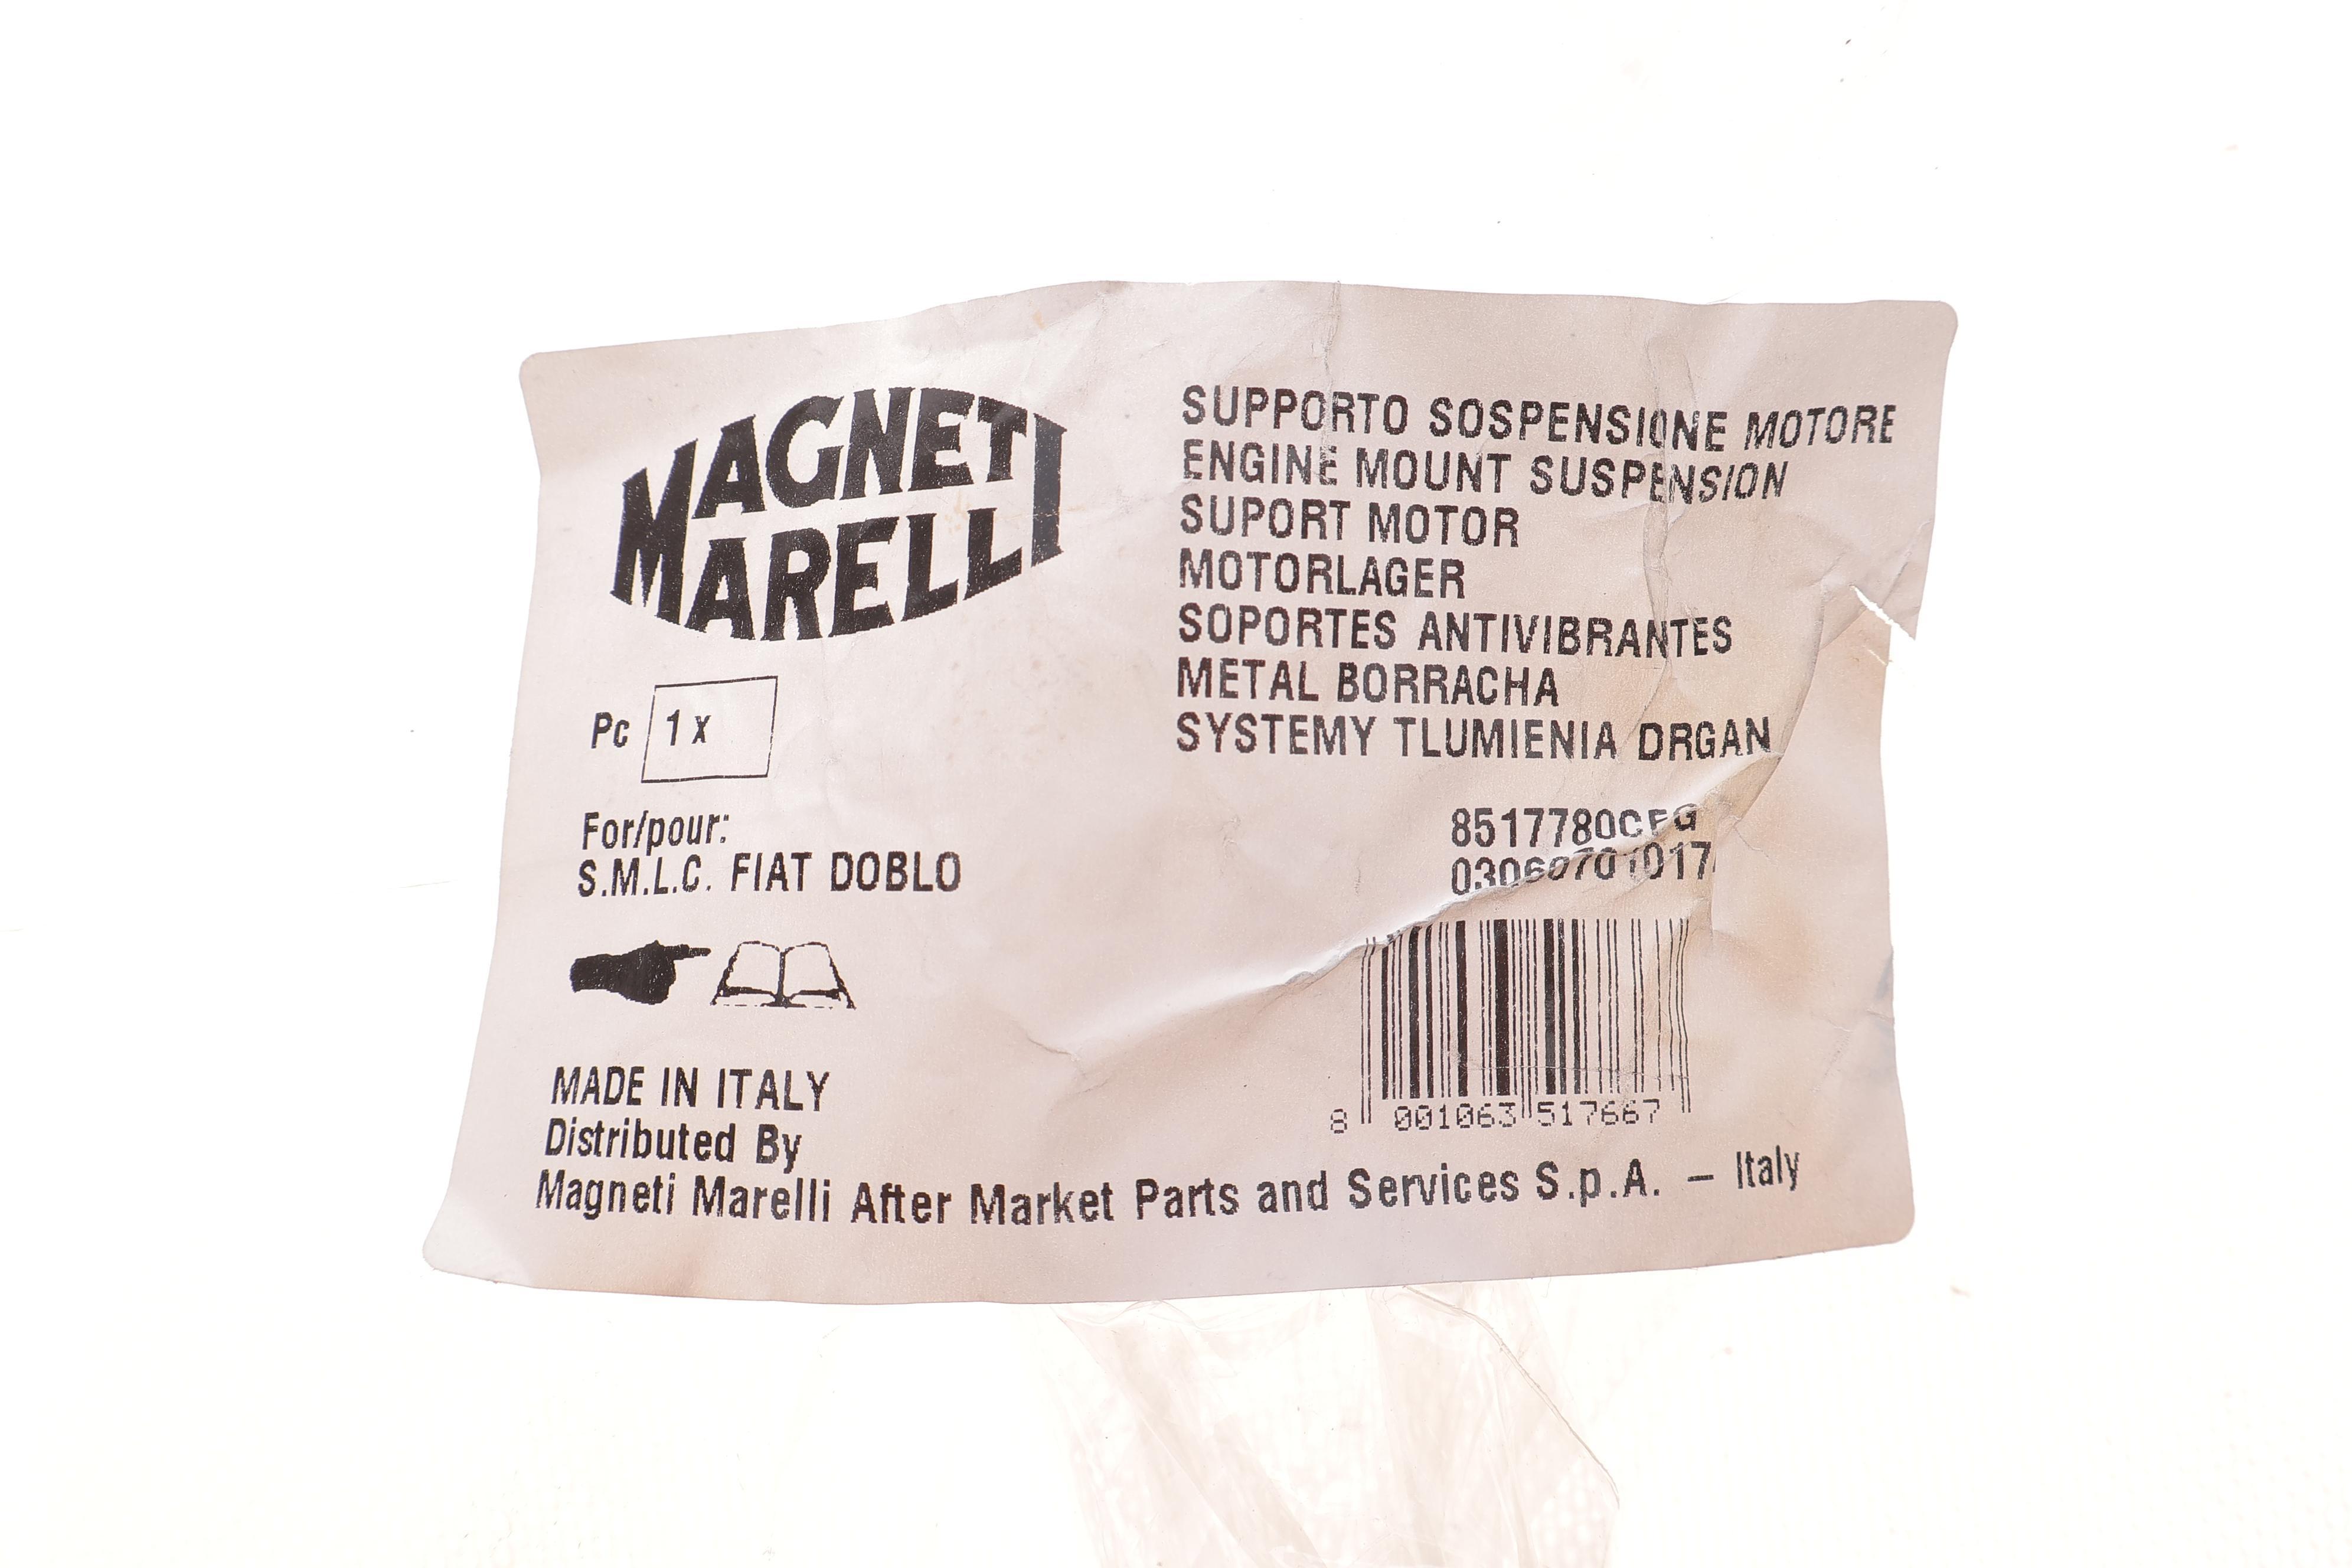 MAGNETI
MARELLI
Pc 1 x
For/pour:
S.M.L.C. FIAT DOBLO
MADE IN ITALY
Distributed By
Magneti Marelli After Market Parts and Services S.p.A. – Italy
SUPPORTO SOSPENSIONE MOTORE
ENGINE MOUNT SUSPENSION
SUPORT MOTOR
MOTORLAGER
SOPORTES ANTIVIBRANTES
METAL BORRACHA
SYSTEMY TLUMIENIA DRGAN
8 001063 517667